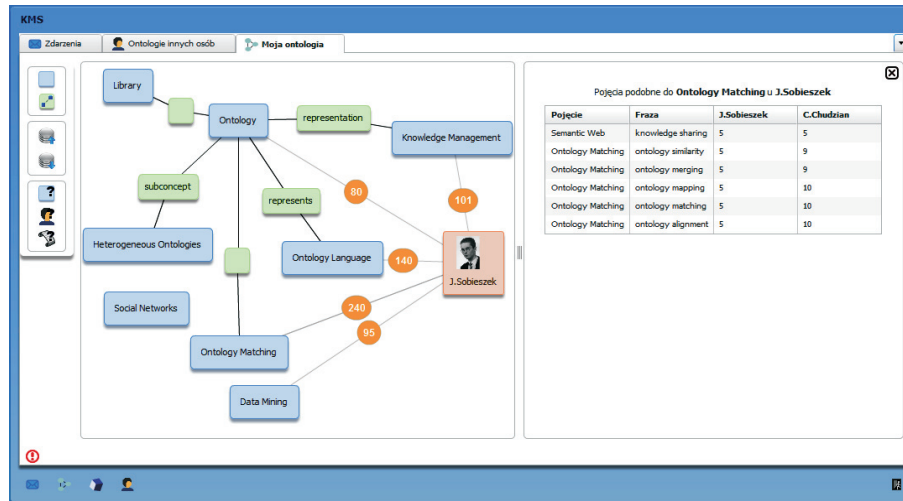 KMS
Zdarzenia
Ontologie innych osób
Moja ontologia
Library
Ontology
representation
Knowledge Management
subconcept
represents
80
101
Heterogeneous Ontologies
Ontology Language
140
J.Sobieszek
Social Networks
240
95
Ontology Matching
Data Mining
Pojęcia podobne do Ontology Matching u J.Sobieszek
Pojęcie Fraza J.Sobieszek C.Chudzian
Semantic Web knowledge sharing 5 5
Ontology Matching ontology similarity 5 9
Ontology Matching ontology merging 5 9
Ontology Matching ontology mapping 5 10
Ontology Matching ontology matching 5 10
Ontology Matching ontology alignment 5 10